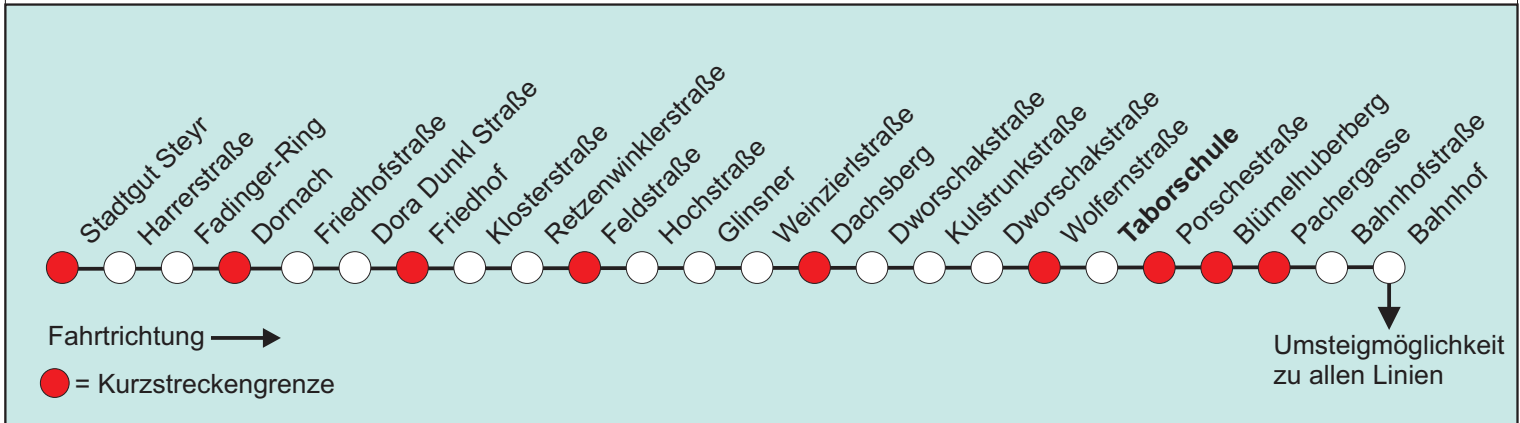 Stadtgut Steyr
Harrerstraße
Fadinger-Ring
Dornach
Friedhofstraße
Dora Dunkl Straße
Friedhof
Klosterstraße
Retzenwinklerstraße
Feldstraße
Hochstraße
Glinsner
Weinzierlstraße
Dachsberg
Dworschakstraße
Kulstrunkstraße
Dworschakstraße
Wolfernstraße
Taborschule
Porschestraße
Blümelhuberberg
Pachergasse
Bahnhofstraße
Bahnhof
Fahrtrichtung
= Kurzstreckengrenze
Umsteigmöglichkeit
zu allen Linien